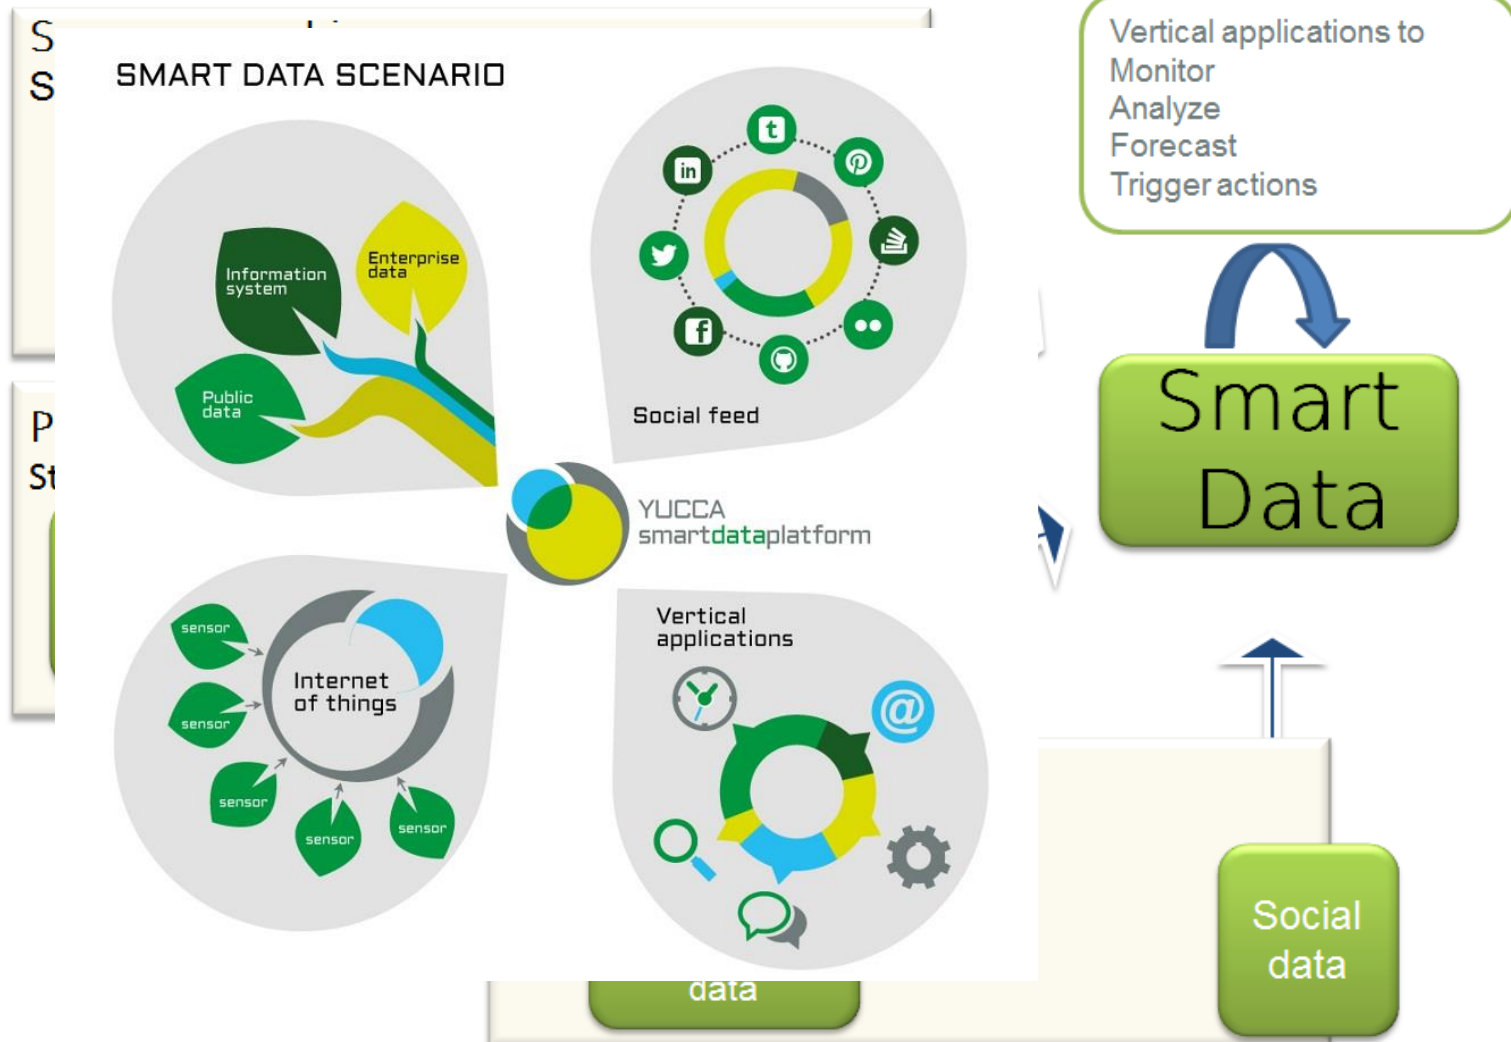 SMART DATA SCENARIO
Information
system
Enterprise
data
Public
data
Social feed
YUCCA
smartdataplatform
sensor
sensor
sensor
sensor
sensor
Internet
of things
Vertical
applications
Vertical applications to
Monitor
Analyze
Forecast
Trigger actions
Smart
Data
Social
data
data